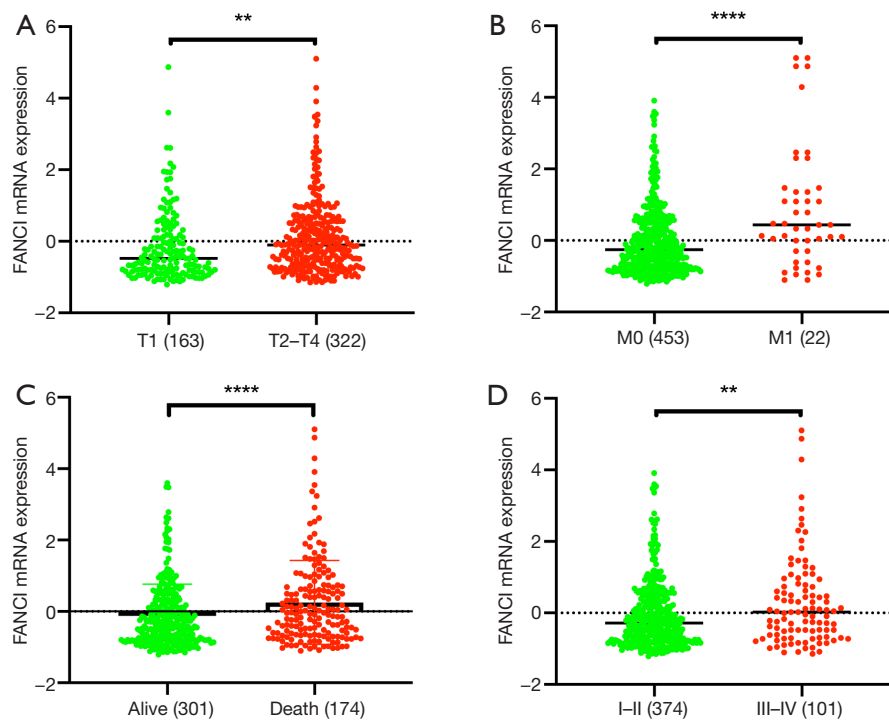 A
**
6
4
2
0
−2
FANCI mRNA expression
T1 (163)
T2–T4 (322)
B
****
6
4
2
0
−2
FANCI mRNA expression
M0 (453)
M1 (22)
C
****
6
4
2
0
−2
FANCI mRNA expression
Alive (301)
Death (174)
D
**
6
4
2
0
−2
FANCI mRNA expression
I–II (374)
III–IV (101)